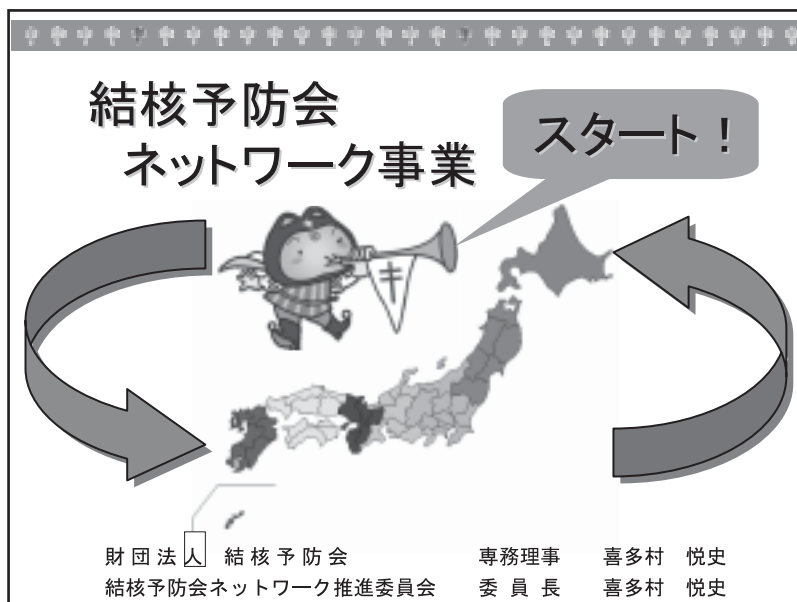 結核予防会
ネットワーク事業
スタート！
財団法人 結核予防会 専務理事 喜多村 悦史
結核予防会ネットワーク推進委員会 委員長 喜多村 悦史